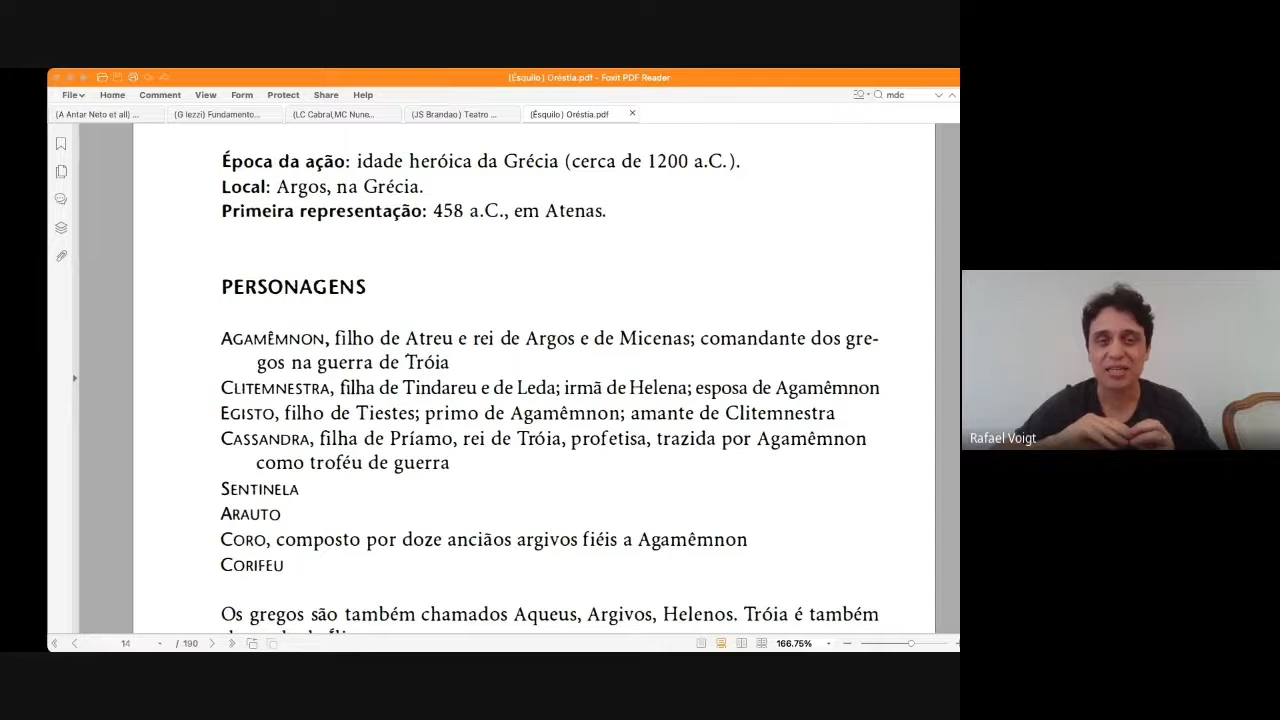 (Ésquilo) Oréstia.pdf - Foxit PDF Reader
File Home Comment View Form Protect Share Help mdc
(A Antar Neto et all) ... (G Iezzi) Fundamento... (LC Cabral,MC Nune... (JS Brandao) Teatro ... (Ésquilo) Oréstia.pdf
Época da ação: idade heróica da Grécia (cerca de 1200 a.C.).
Local: Argos, na Grécia.
Primeira representação: 458 a.C., em Atenas.
PERSONAGENS
AGAMÊMNON, filho de Atreu e rei de Argos e de Micenas; comandante dos gre-
gos na guerra de Tróia
CLITEMNESTRA, filha de Tindareu e de Leda; irmã de Helena; esposa de Agamêmnon
EGISTO, filho de Tiestes; primo de Agamêmnon; amante de Clitemnestra
CASSANDRA, filha de Príamo, rei de Tróia, profetisa, trazida por Agamêmnon
como troféu de guerra
SENTINELA
ARAUTO
CORO, composto por doze anciãos argivos fiéis a Agamêmnon
CORIFEU
Os gregos são também chamados Aqueus, Argivos, Helenos. Tróia é também
14 / 190 166.75%
Rafael Voigt